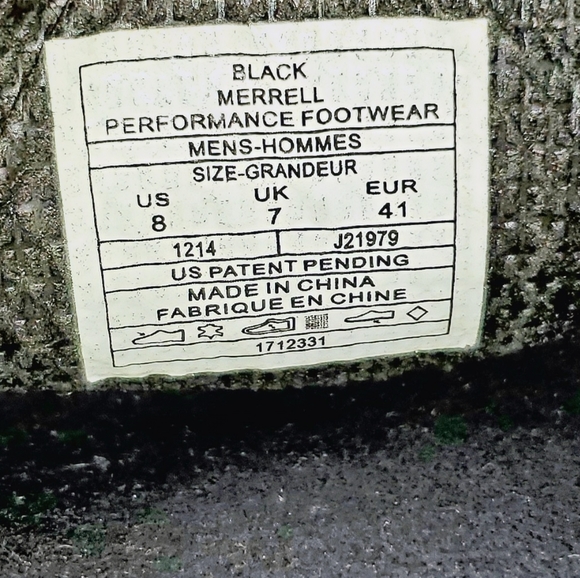 BLACK
MERRELL
PERFORMANCE FOOTWEAR
MENS-HOMMES
SIZE-GRANDEUR
US UK EUR
8 7 41
1214 J21979
US PATENT PENDING
MADE IN CHINA
FABRIQUE EN CHINE
1712331